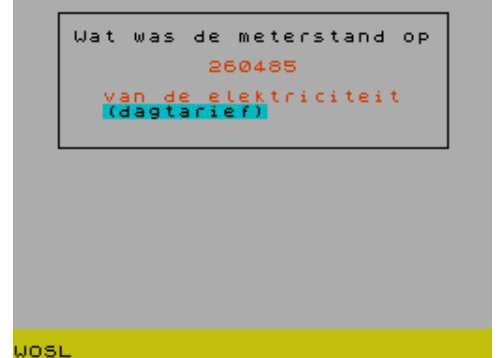 Wat was de meterstand op
260485
van de elektriciteit
(dagtarief)
WOSL